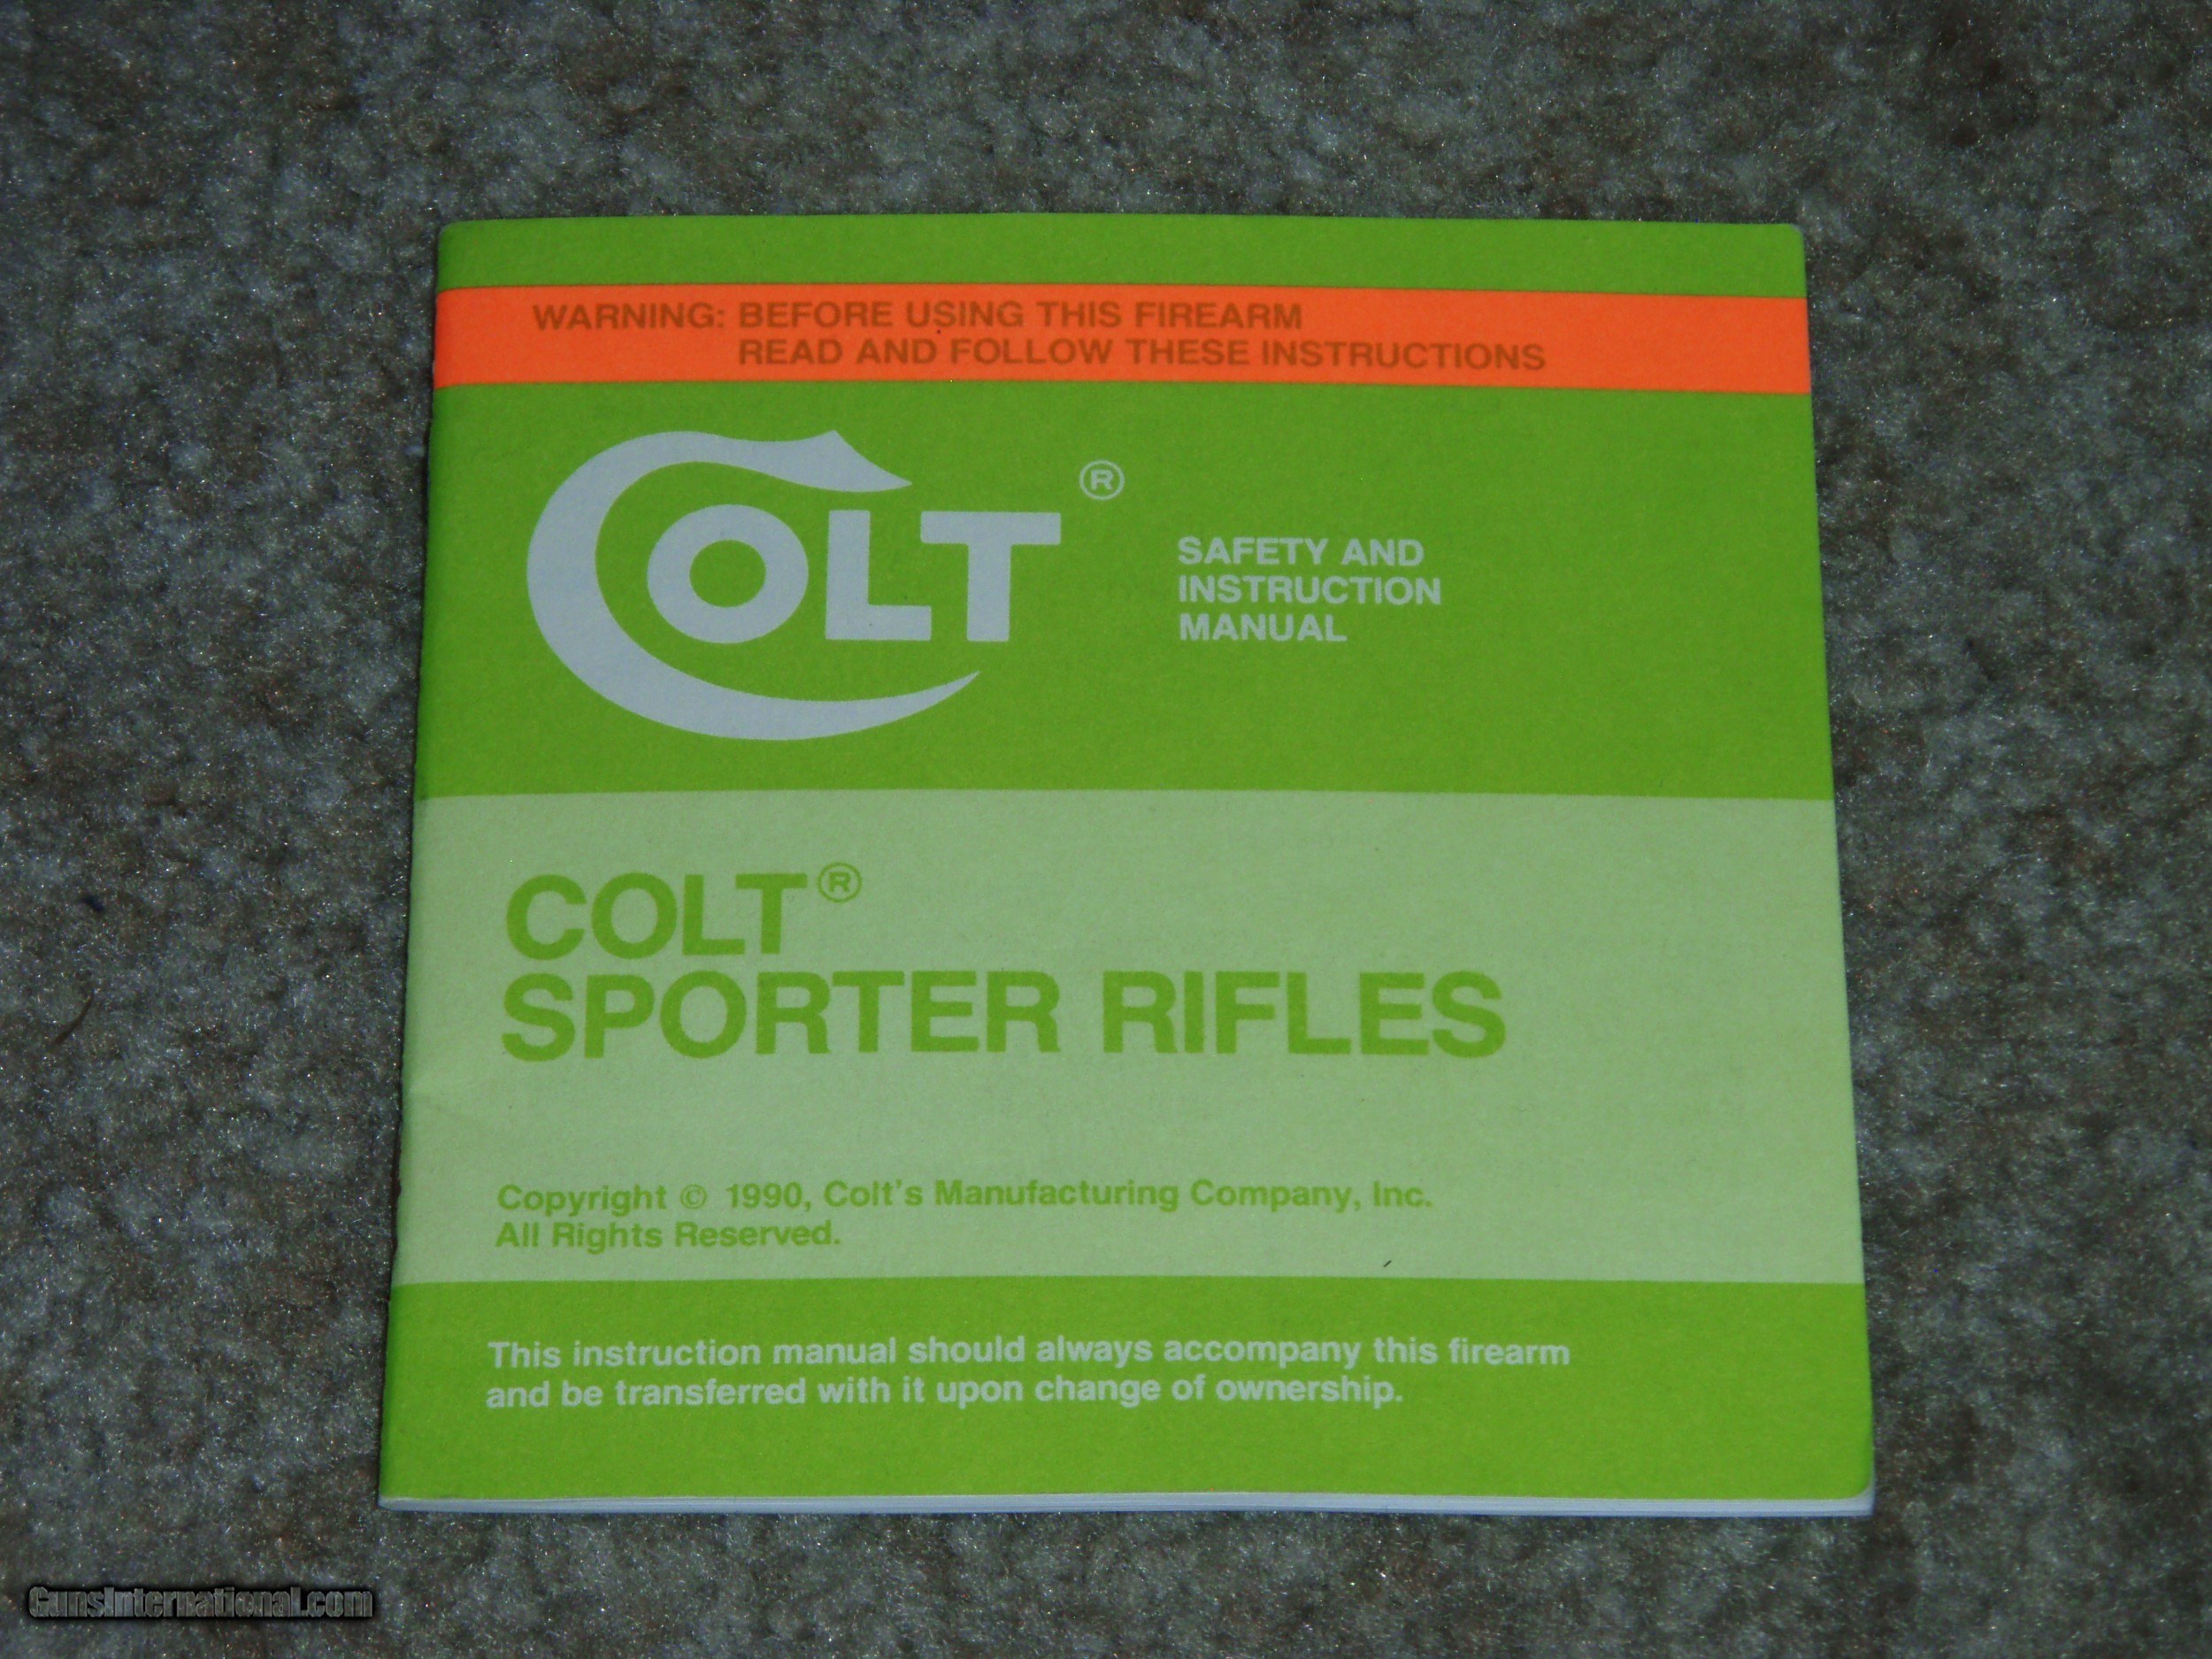 WARNING: BEFORE USING THIS FIREARM
READ AND FOLLOW THESE INSTRUCTIONS
COLT®
SAFETY AND
INSTRUCTION
MANUAL
COLT®
SPORTER RIFLES
Copyright © 1990, Colt's Manufacturing Company, Inc.
All Rights Reserved.
This instruction manual should always accompany this firearm
and be transferred with it upon change of ownership.
GunsInternational.com